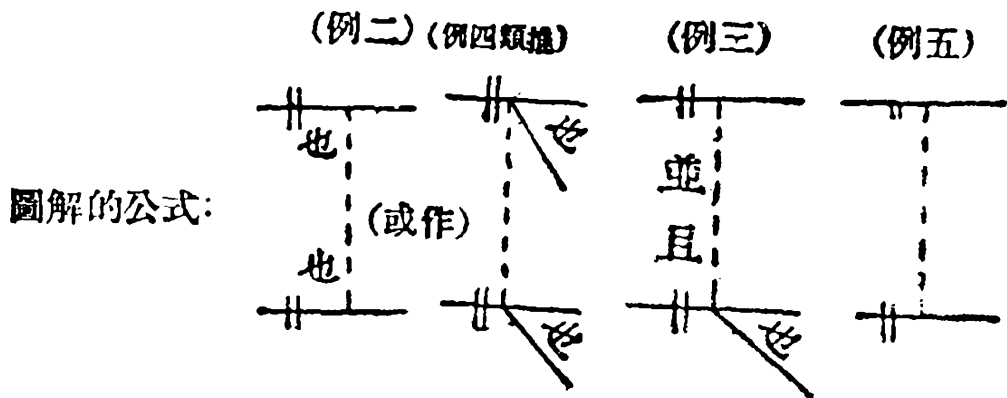 (例二) (例四類推) (例三) (例五)
也 也 並
圖解的公式: (或作) 且
也 也 也